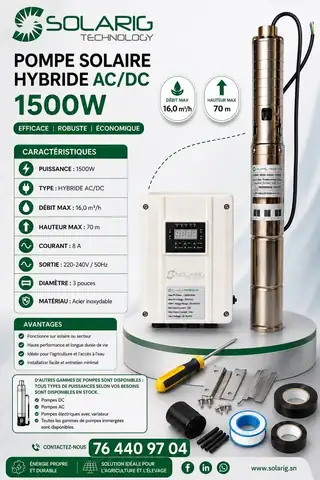 SOLARIG
TECHNOLOGY
POMPE SOLAIRE
HYBRIDE AC/DC
1500W
EFFICACE | ROBUSTE | ÉCONOMIQUE
DÉBIT MAX
16,0 m³/h
HAUTEUR MAX
70 m
CARACTÉRISTIQUES
PUISSANCE : 1500W
TYPE : HYBRIDE AC/DC
DÉBIT MAX : 16,0 m³/h
HAUTEUR MAX : 70 m
COURANT : 8 A
SORTIE : 220-240V / 50Hz
DIAMÈTRE : 3 pouces
MATÉRIAU : Acier inoxydable
SOLARIG
AVANTAGES
Fonctionne sur solaire ou secteur
Haute performance et longue durée de vie
Idéale pour l'agriculture et l'accès à l'eau
Installation facile et entretien minimal
D'AUTRES GAMMES DE POMPES SONT DISPONIBLES :
TOUS TYPES DE PUISSANCE SELON VOS BESOINS
SONT DISPONIBLES EN STOCK.
Pompes DC
Pompes AC
Pompes électriques avec variateur
Toutes les gammes de pompes immergées
sont disponibles.
CONTACTEZ-NOUS
76 440 97 04
ÉNERGIE PROPRE
ET DURABLE
SOLUTION IDÉALE POUR
L'AGRICULTURE ET L'ÉLEVAGE
www.solarig.sn